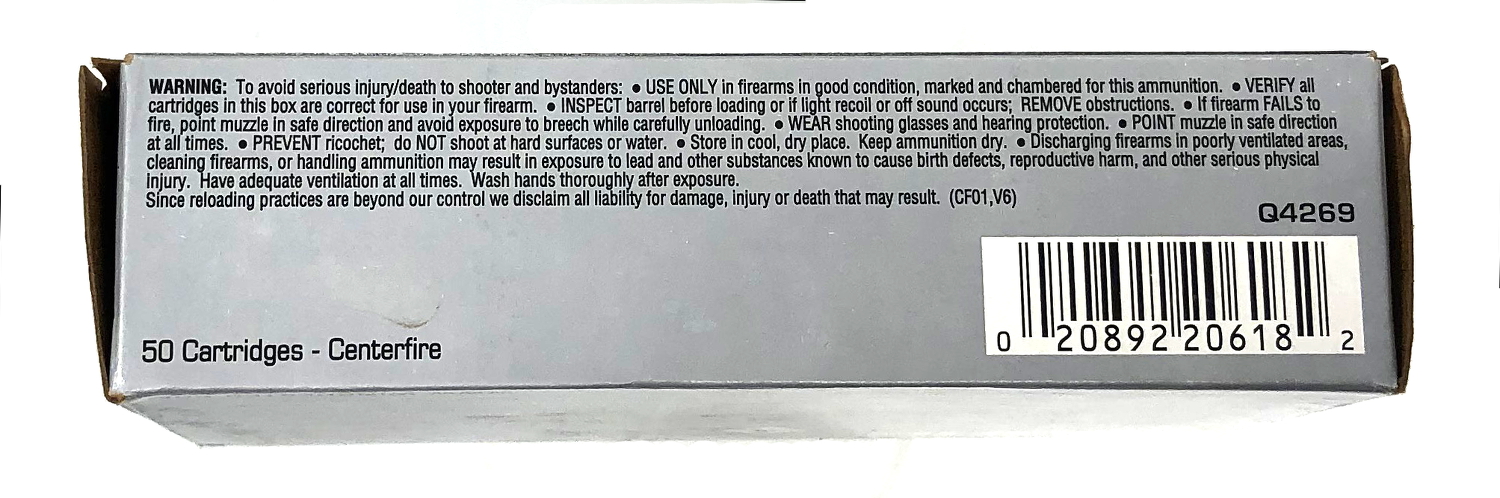 WARNING: To avoid serious injury/death to shooter and bystanders: • USE ONLY in firearms in good condition, marked and chambered for this ammunition. • VERIFY all
cartridges in this box are correct for use in your firearm. • INSPECT barrel before loading or if light recoil or off sound occurs; REMOVE obstructions. • If firearm FAILS to
fire, point muzzle in safe direction and avoid exposure to breech while carefully unloading. • WEAR shooting glasses and hearing protection. • POINT muzzle in safe direction
at all times. • PREVENT ricochet; do NOT shoot at hard surfaces or water. • Store in cool, dry place. Keep ammunition dry. • Discharging firearms in poorly ventilated areas,
cleaning firearms, or handling ammunition may result in exposure to lead and other substances known to cause birth defects, reproductive harm, and other serious physical
injury. Have adequate ventilation at all times. Wash hands thoroughly after exposure.
Since reloading practices are beyond our control we disclaim all liability for damage, injury or death that may result. (CF01,V6)
Q4269
50 Cartridges - Centerfire
0 20892 20618 2